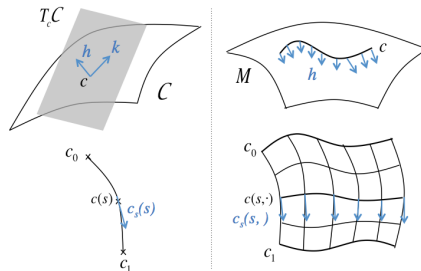 T_cC
h
k
c
C
c_0
c(s)
c_s(s)
c_1
c
h
M
c_0
c(s,·)
c_s(s, )
c_1